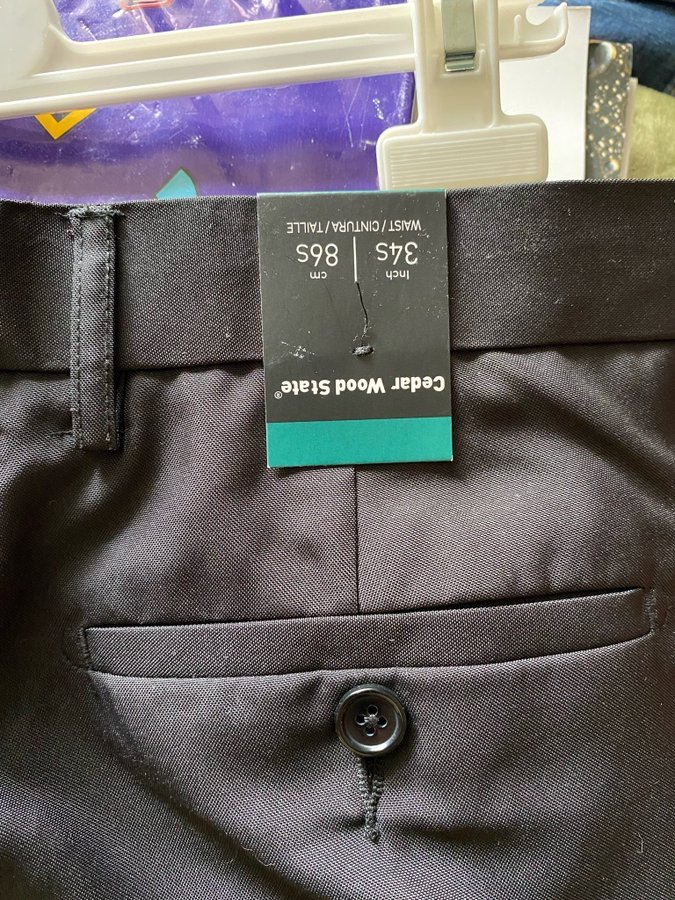 Cedar Wood State®
Inch cm
34S 86S
WAIST / CINTURA / TAILLE